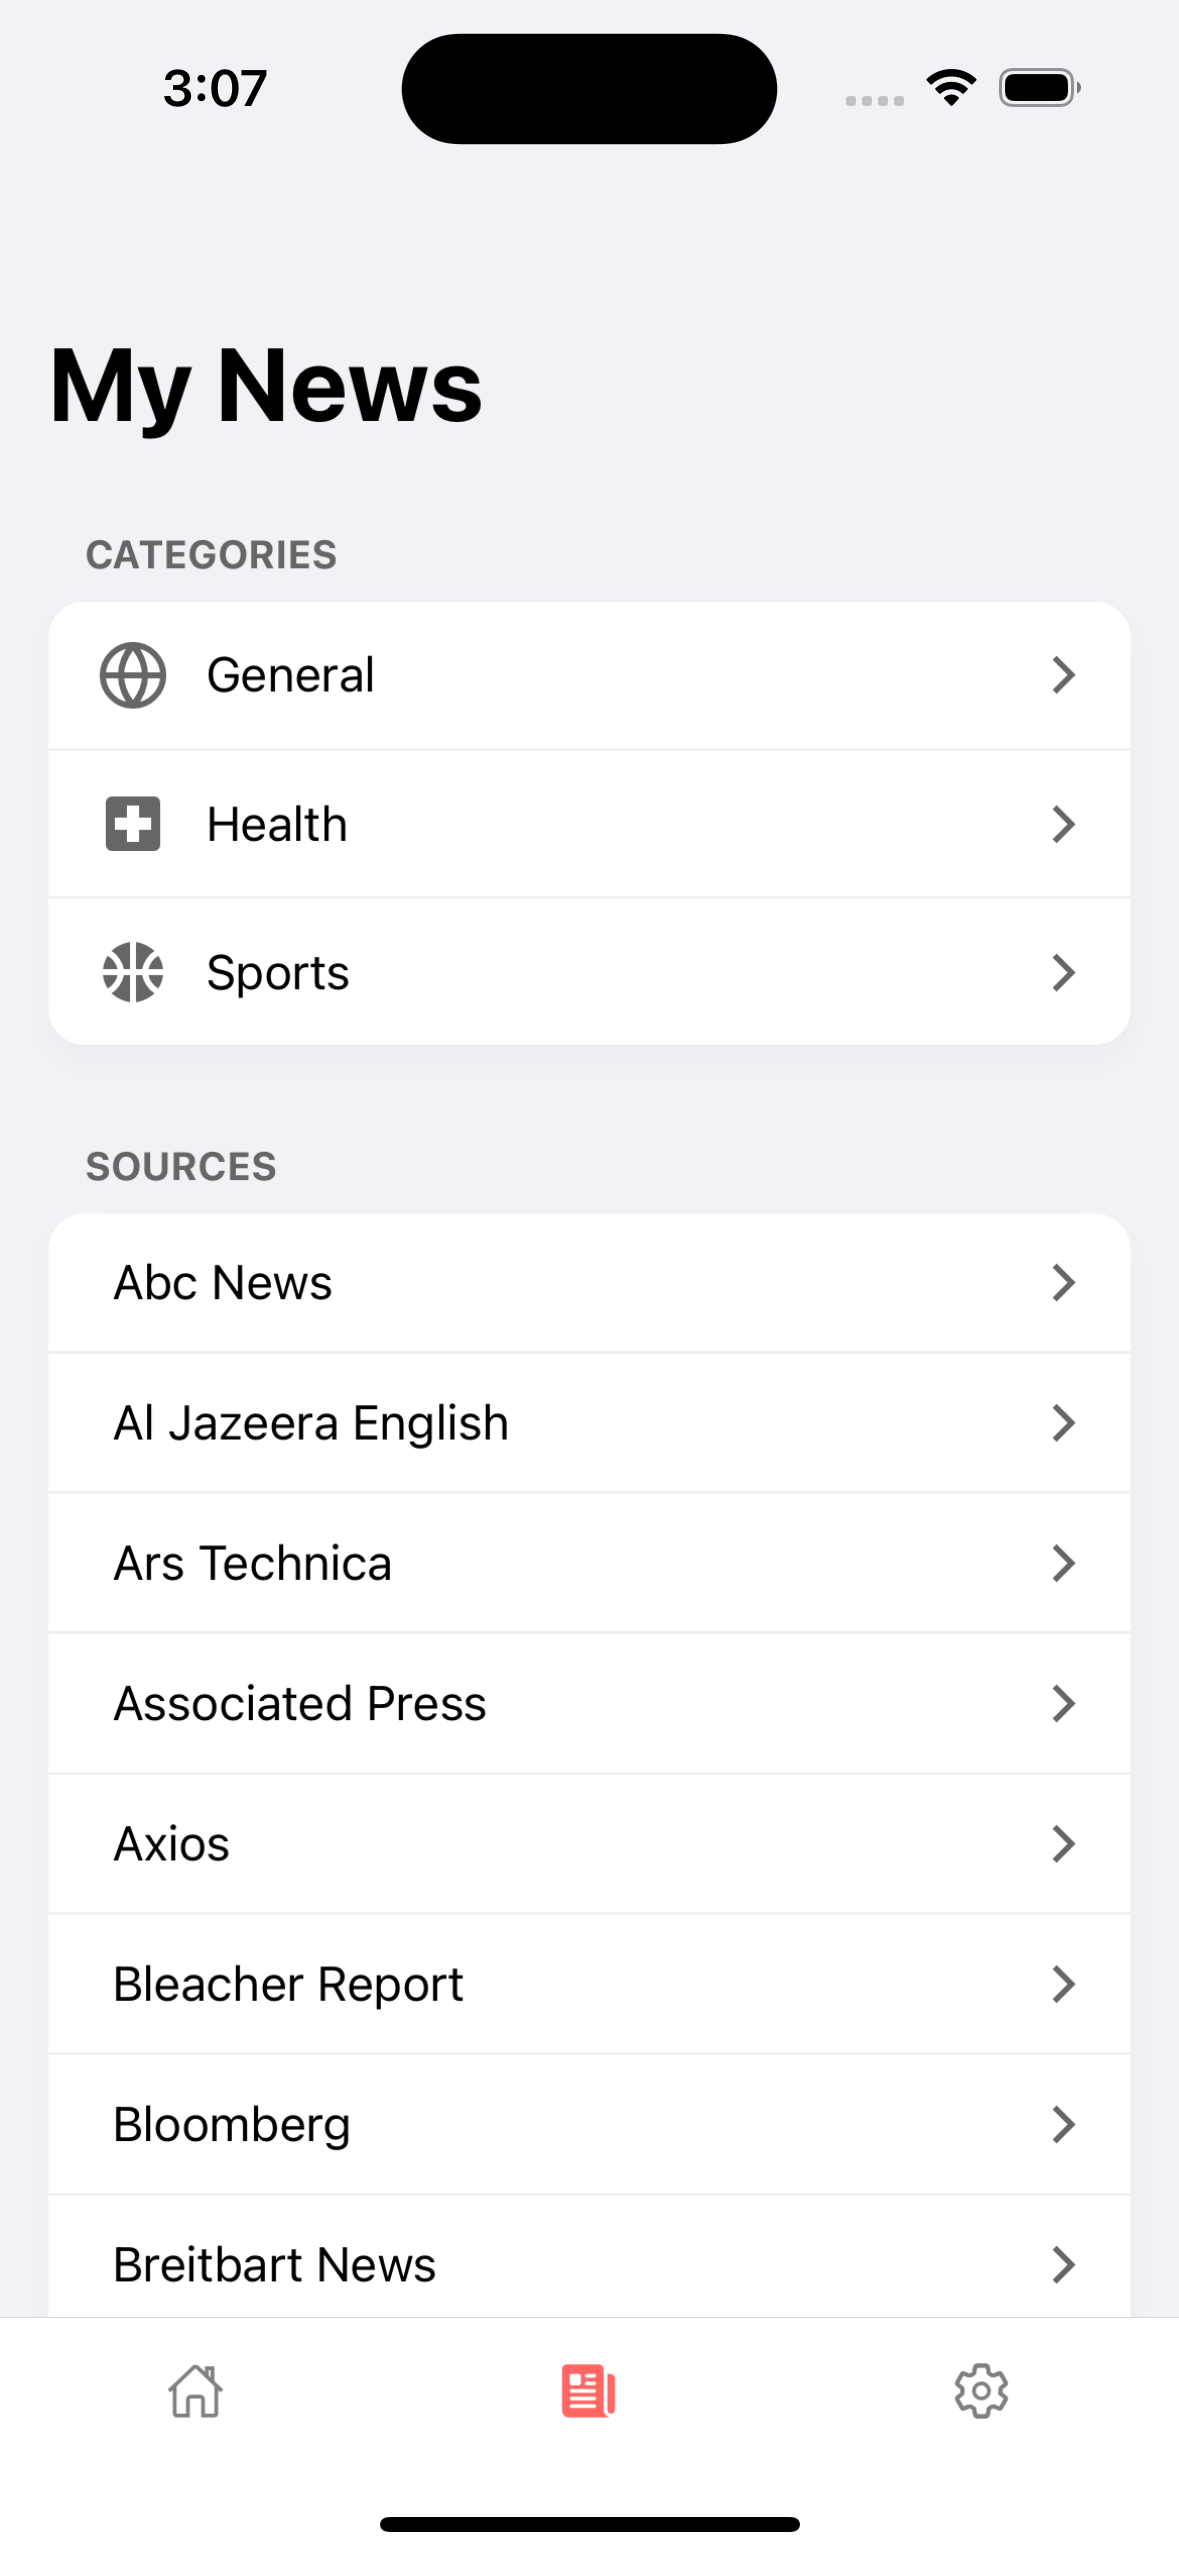 3:07
My News
CATEGORIES
General
Health
Sports
SOURCES
Abc News
Al Jazeera English
Ars Technica
Associated Press
Axios
Bleacher Report
Bloomberg
Breitbart News